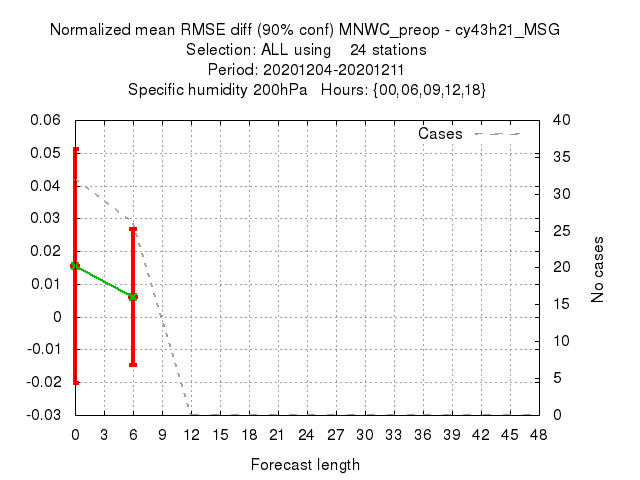 Normalized mean RMSE diff (90% conf) MNWC_preop - cy43h21_MSG
Selection: ALL using 24 stations
Period: 20201204-20201211
Specific humidity 200hPa Hours: {00,06,09,12,18}
Cases
0.06
0.05
0.04
0.03
0.02
0.01
0
-0.01
-0.02
-0.03
40
35
30
25
20
15
10
5
0
No cases
0 3 6 9 12 15 18 21 24 27 30 33 36 39 42 45 48
Forecast length